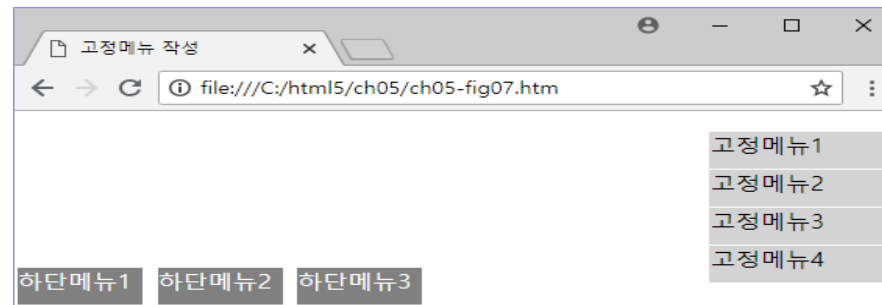 고정메뉴 작성
file:///C:/html5/ch05/ch05-fig07.htm
고정메뉴1
고정메뉴2
고정메뉴3
고정메뉴4
하단메뉴1 하단메뉴2 하단메뉴3